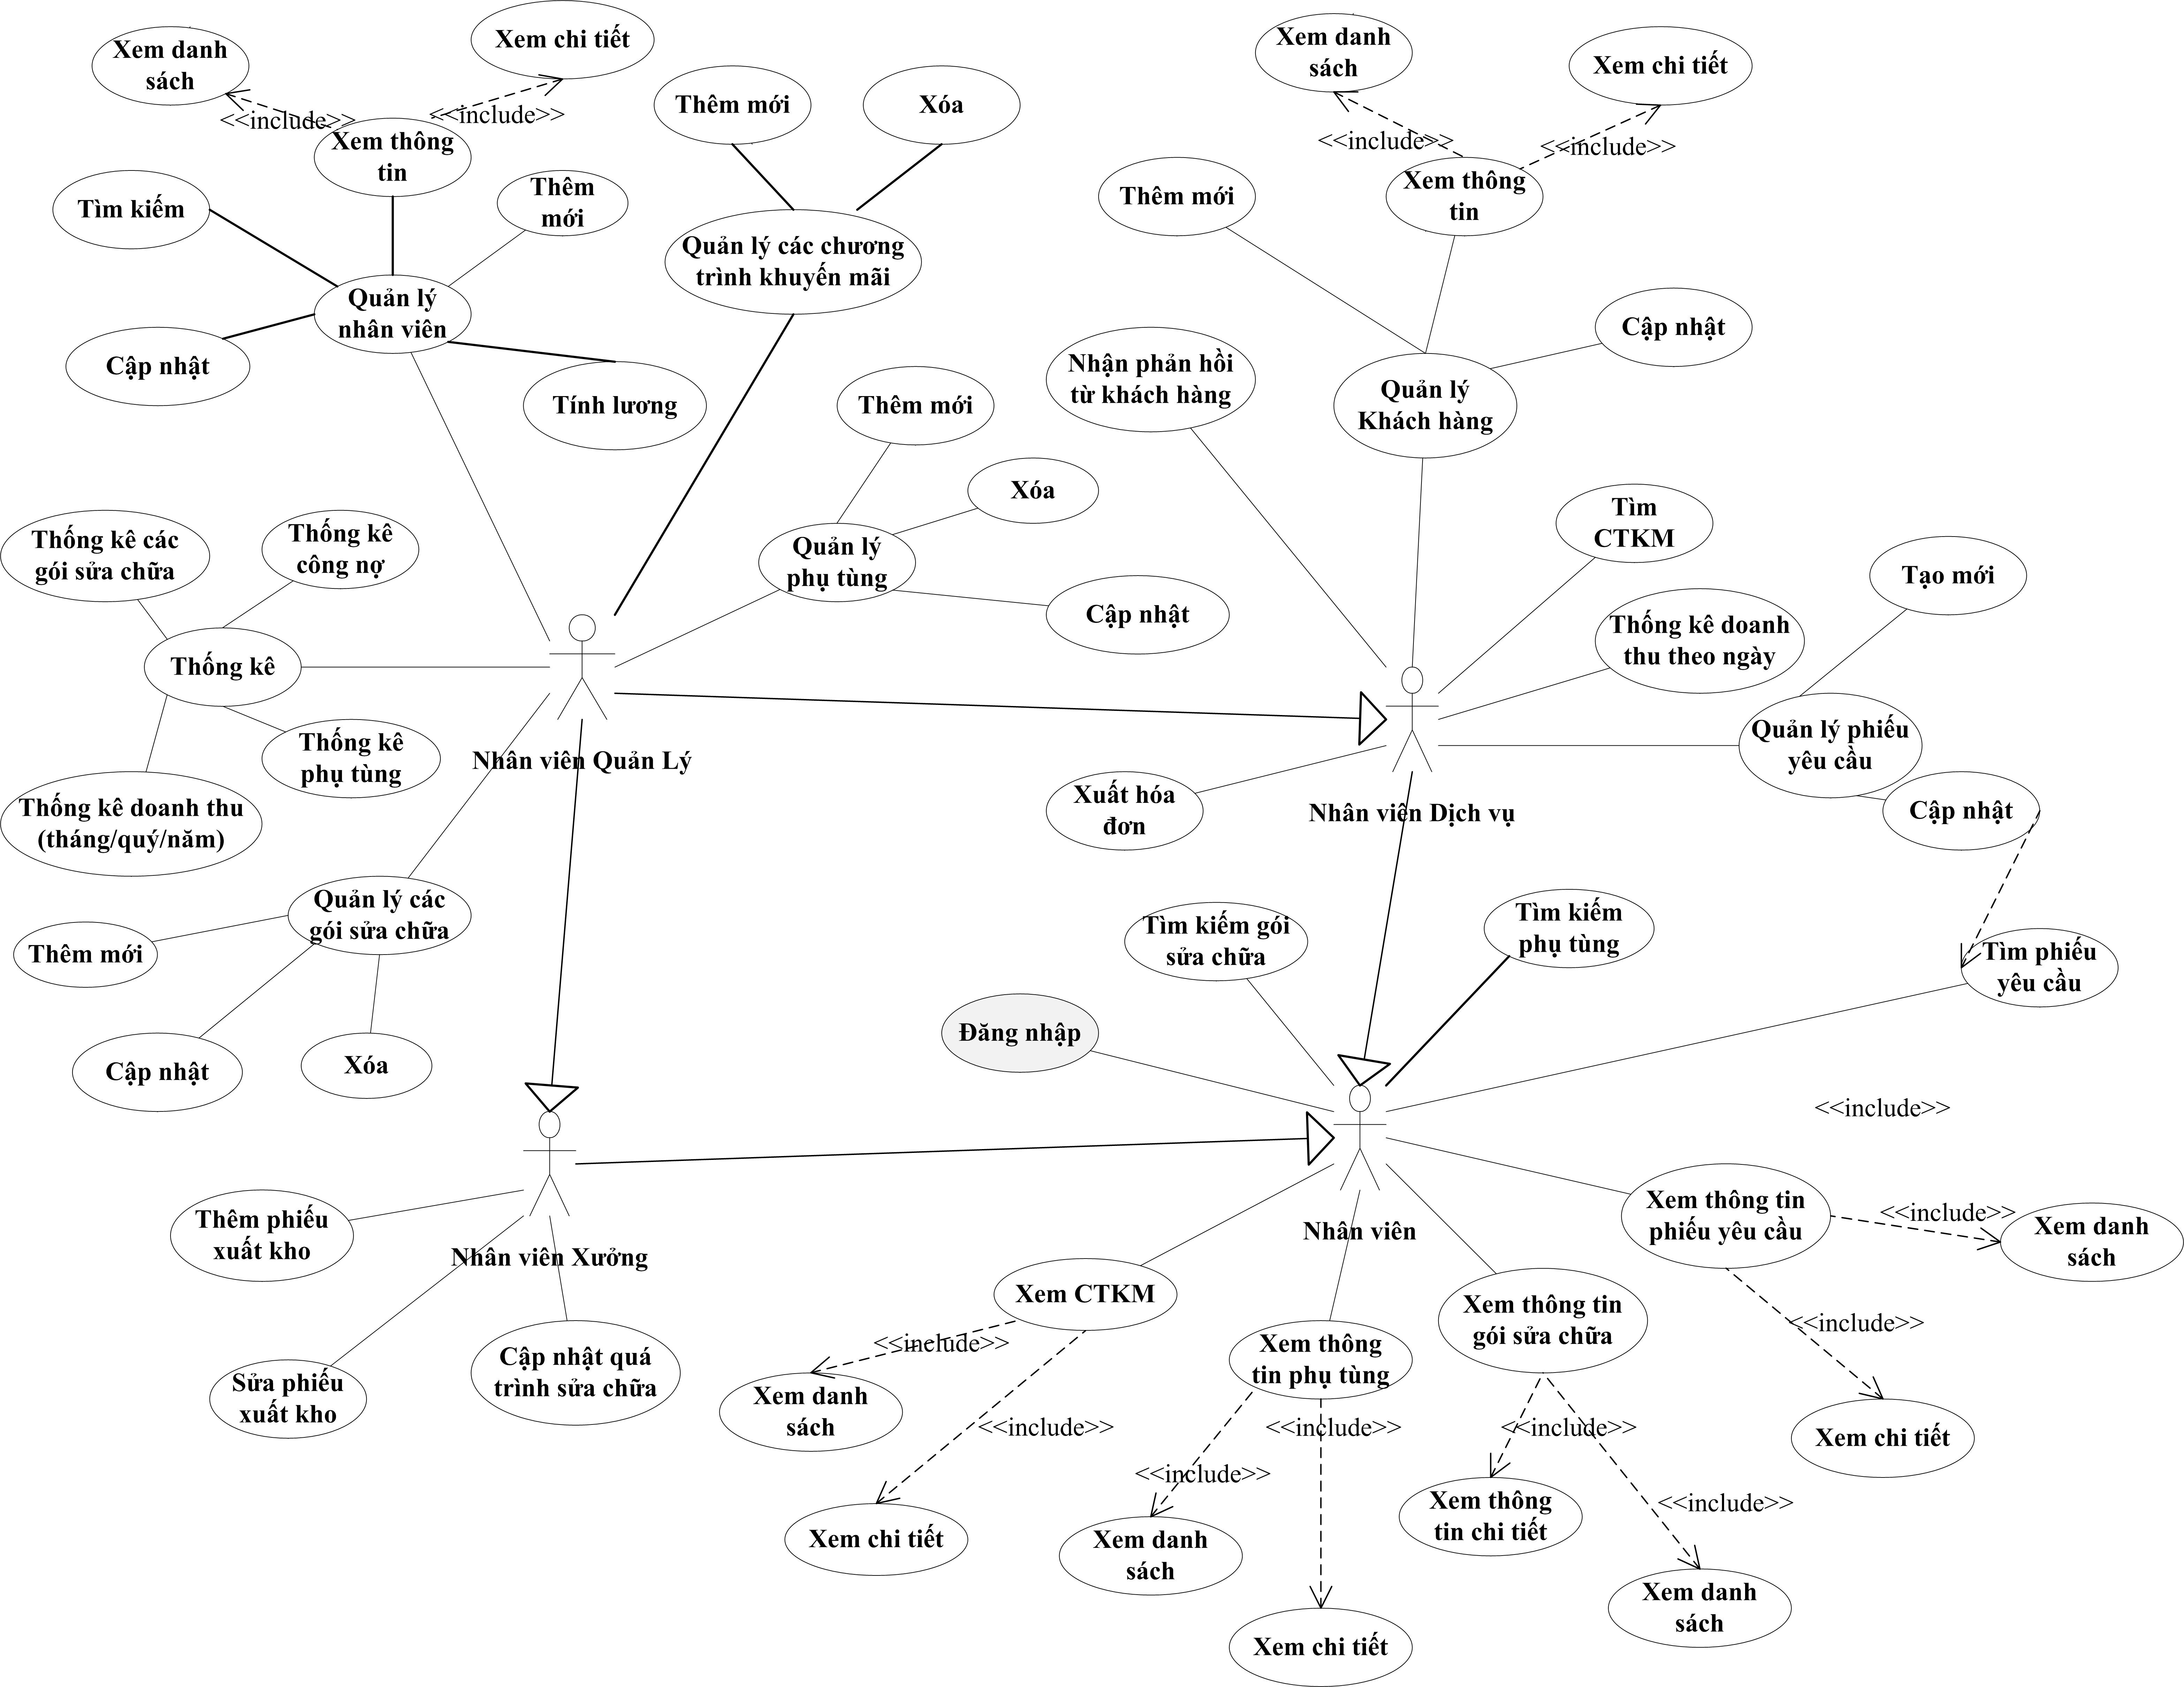 Xem danh
sách
Xem chi tiết
<<include>>
<<include>>
Xem thông
tin
Thêm mới
Xóa
Tìm kiếm
Thêm
mới
Quản lý các chương
trình khuyến mãi
Quản lý
nhân viên
Cập nhật
Tính lương
Xem danh
sách
Xem chi tiết
<<include>>
<<include>>
Thêm mới
Xem thông
tin
Cập nhật
Nhận phản hồi
từ khách hàng
Quản lý
Khách hàng
Thêm mới
Xóa
Quản lý
phụ tùng
Cập nhật
Tìm
CTKM
Tạo mới
Thống kê doanh
thu theo ngày
Quản lý phiếu
yêu cầu
Cập nhật
Thống kê các
gói sửa chữa
Thống kê
công nợ
Thống kê
Thống kê
phụ tùng
Thống kê doanh thu
(tháng/quý/năm)
Nhân viên Quản Lý
Xuất hóa
đơn
Nhân viên Dịch vụ
Quản lý các
gói sửa chữa
Thêm mới
Cập nhật
Xóa
Tìm kiếm gói
sửa chữa
Tìm kiếm
phụ tùng
Tìm phiếu
yêu cầu
Đăng nhập
<<include>>
Thêm phiếu
xuất kho
Nhân viên Xưởng
Sửa phiếu
xuất kho
Cập nhật quá
trình sửa chữa
Nhân viên
Xem thông tin
phiếu yêu cầu
<<include>>
Xem danh
sách
Xem CTKM
<<include>>
Xem danh
sách
<<include>>
Xem chi tiết
Xem thông
tin phụ tùng
<<include>>
<<include>>
Xem danh
sách
Xem chi tiết
Xem thông tin
gói sửa chữa
<<include>>
Xem thông
tin chi tiết
<<include>>
Xem danh
sách
<<include>>
Xem chi tiết